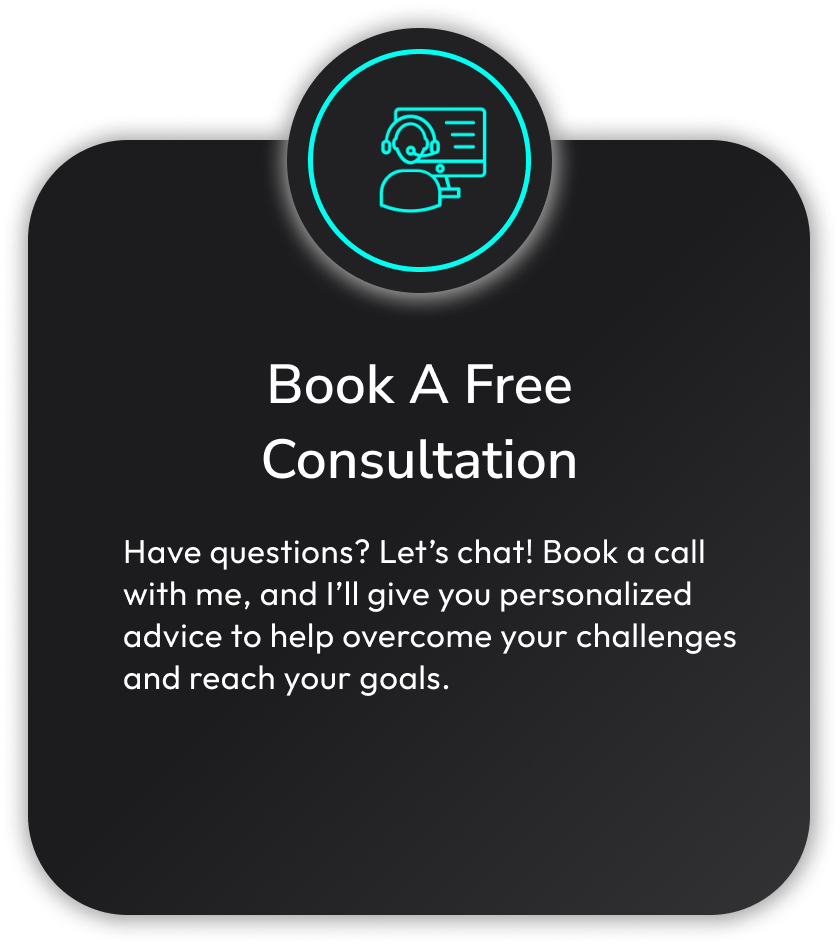 Book A Free
Consultation
Have questions? Let’s chat! Book a call
with me, and I’ll give you personalized
advice to help overcome your challenges
and reach your goals.